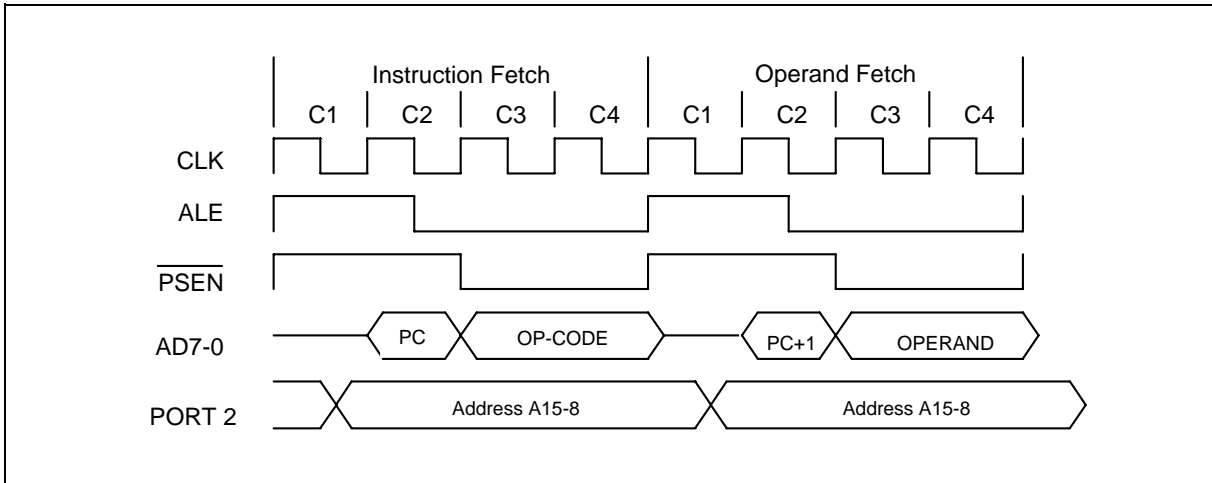 Instruction Fetch Operand Fetch
C1 C2 C3 C4 C1 C2 C3 C4
CLK
ALE
PSEN
AD7-0 PC OP-CODE PC+1 OPERAND
PORT 2 Address A15-8 Address A15-8